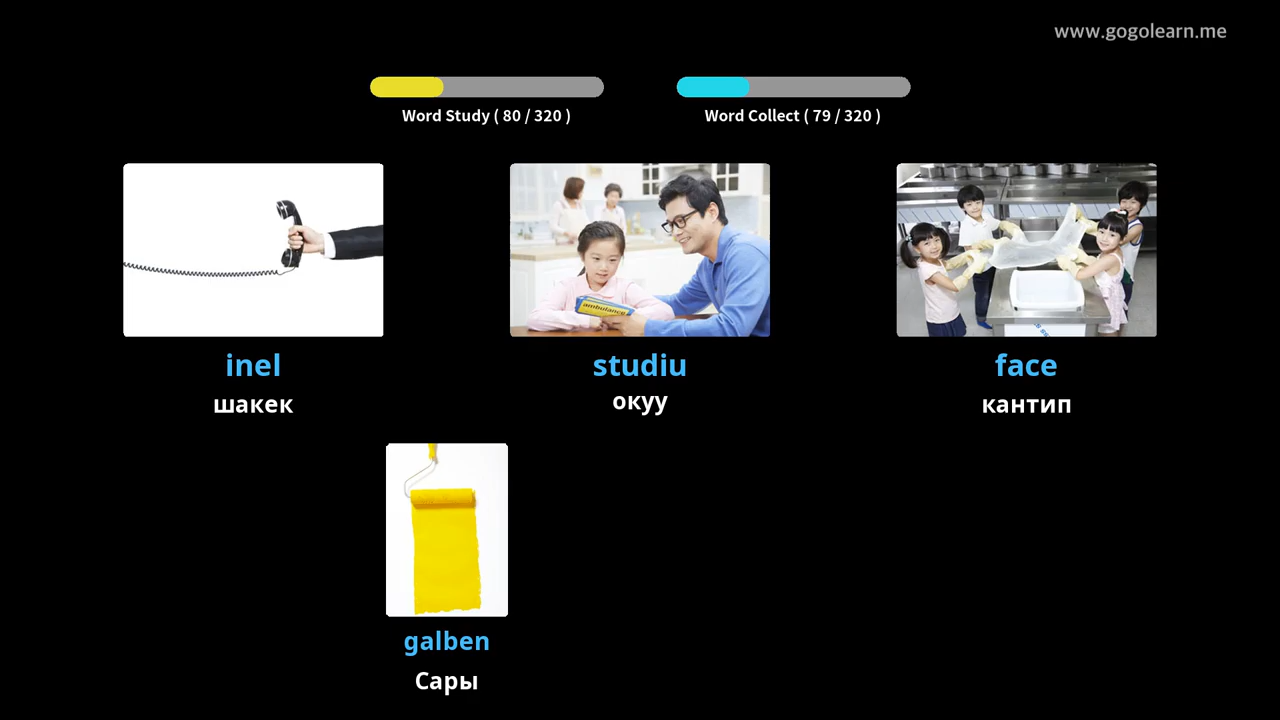 www.gogolearn.me
Word Study ( 80 / 320 )
Word Collect ( 79 / 320 )
ambulance
inel
studiu
face
шакек
окуу
кантип
galben
Сары